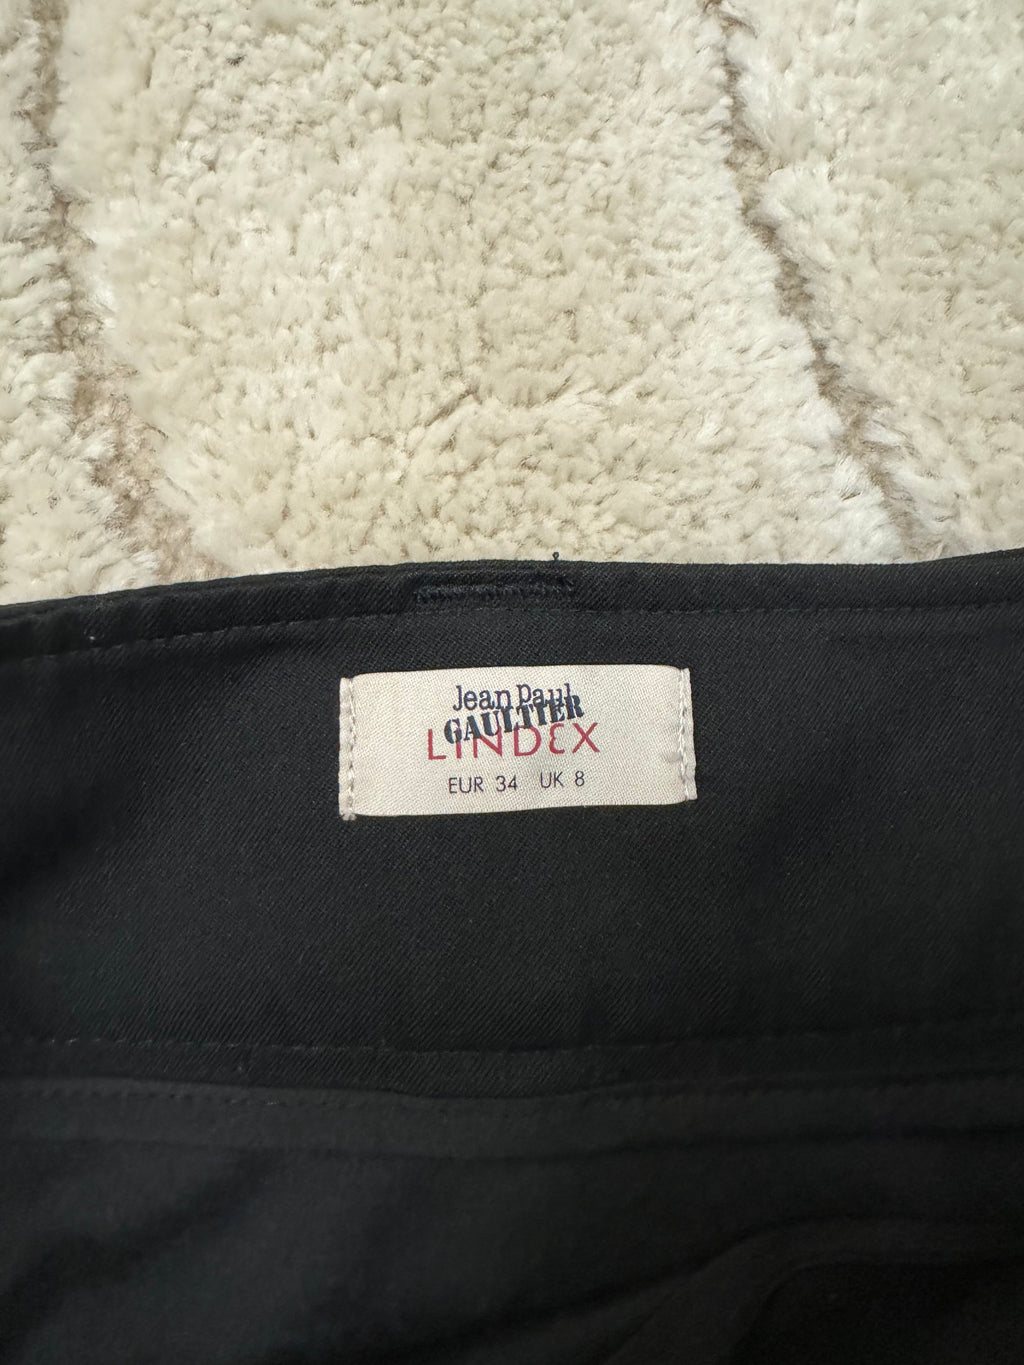 Jean Paul
GAULTIER
LINDEX
EUR 34 UK 8